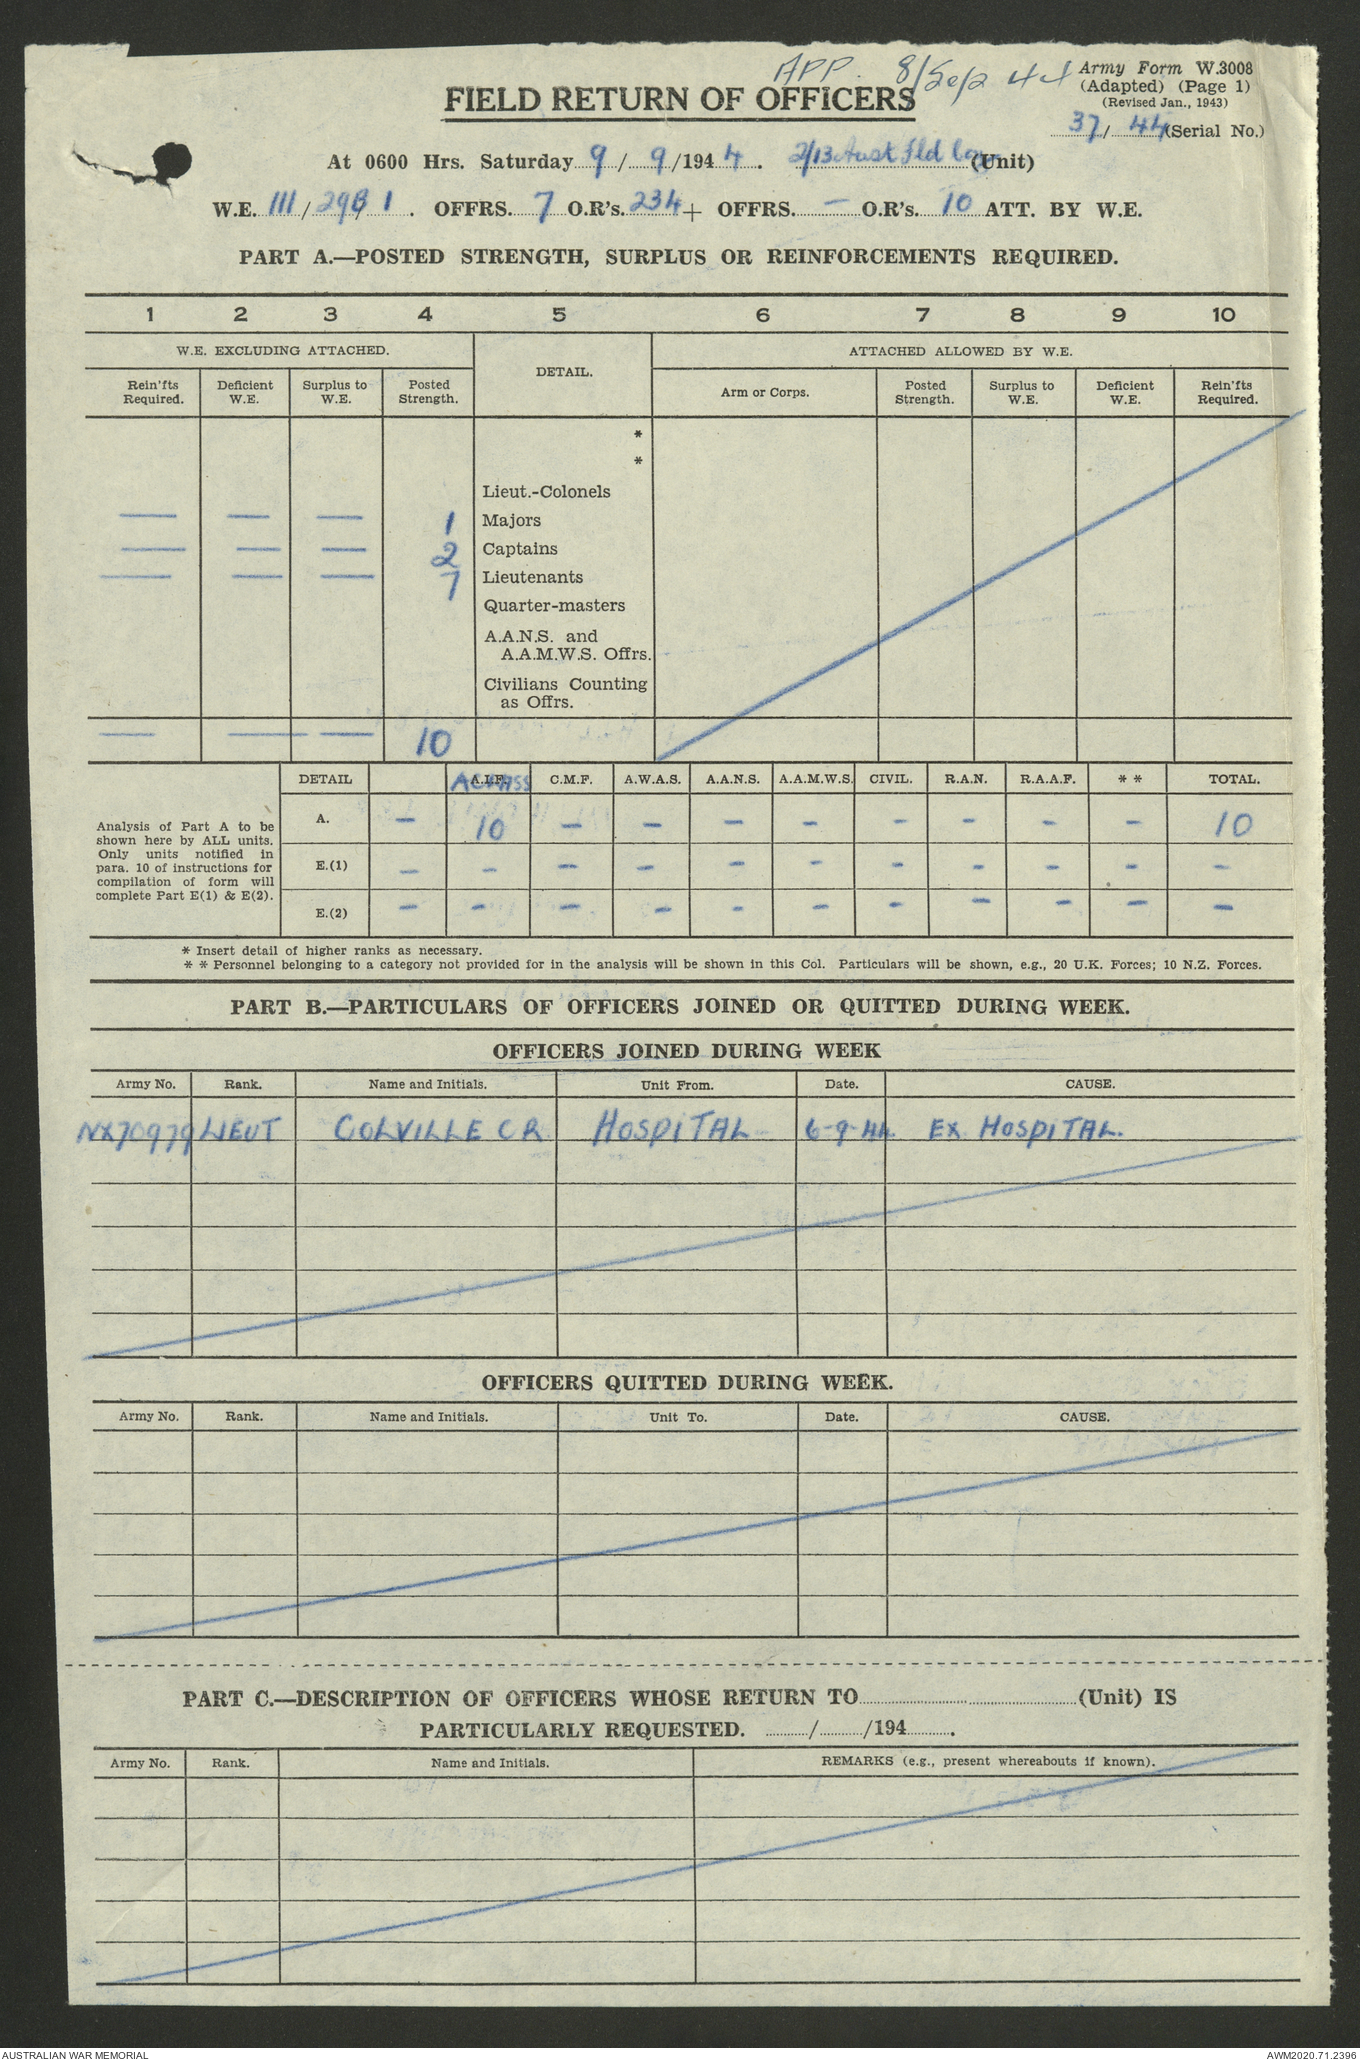 APP. 8/Sep 44
Army Form W.3008
(Adapted) (Page 1)
(Revised Jan., 1943)
FIELD RETURN OF OFFICERS
37/ 44 (Serial No.)
At 0600 Hrs. Saturday 9 / 9 /194 4 . 2/13 Aust Fld Coy (Unit)
W.E. III / 29B / 1 . OFFRS. 7 O.R's. 234 + OFFRS. — O.R's. 10 ATT. BY W.E.
PART A.—POSTED STRENGTH, SURPLUS OR REINFORCEMENTS REQUIRED.
1 2 3 4 5 6 7 8 9 10
W.E. EXCLUDING ATTACHED. DETAIL. ATTACHED ALLOWED BY W.E.
Rein'fts Required. Deficient W.E. Surplus to W.E. Posted Strength. Arm or Corps. Posted Strength. Surplus to W.E. Deficient W.E. Rein'fts Required.
*
*
Lieut.-Colonels
— — — 1 Majors
— — — 2 Captains
— — — 7 Lieutenants
Quarter-masters
A.A.N.S. and
A.A.M.W.S. Offrs.
Civilians Counting
as Offrs.
— — — 10
DETAIL A.I.F. C.M.F. A.W.A.S. A.A.N.S. A.A.M.W.S. CIVIL. R.A.N. R.A.A.F. * * TOTAL.
Analysis of Part A to be
shown here by ALL units.
Only units notified in
para. 10 of instructions for
compilation of form will
complete Part E(1) & E(2).
A. — 10 — — — — — — — — 10
E.(1) — — — — — — — — — — —
E.(2) — — — — — — — — — — —
* Insert detail of higher ranks as necessary.
* * Personnel belonging to a category not provided for in the analysis will be shown in this Col. Particulars will be shown, e.g., 20 U.K. Forces; 10 N.Z. Forces.
PART B.—PARTICULARS OF OFFICERS JOINED OR QUITTED DURING WEEK.
OFFICERS JOINED DURING WEEK
Army No. Rank. Name and Initials. Unit From. Date. CAUSE.
NX70979 LIEUT COLVILLE C R HOSPITAL 6-9-44 EX HOSPITAL.
OFFICERS QUITTED DURING WEEK.
Army No. Rank. Name and Initials. Unit To. Date. CAUSE.
PART C.—DESCRIPTION OF OFFICERS WHOSE RETURN TO (Unit) IS
PARTICULARLY REQUESTED. / /194 .
Army No. Rank. Name and Initials. REMARKS (e.g., present whereabouts if known).
AUSTRALIAN WAR MEMORIAL AWM2020.71.2396